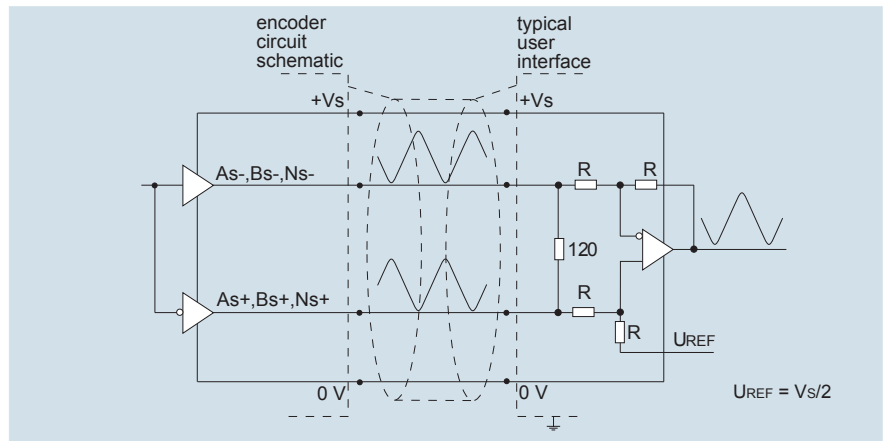 encoder
circuit
schematic
typical
user
interface
+Vs
+Vs
As-,Bs-,Ns-
R
R
120
R
As+,Bs+,Ns+
R
UREF
0 V
0 V
UREF = VS/2